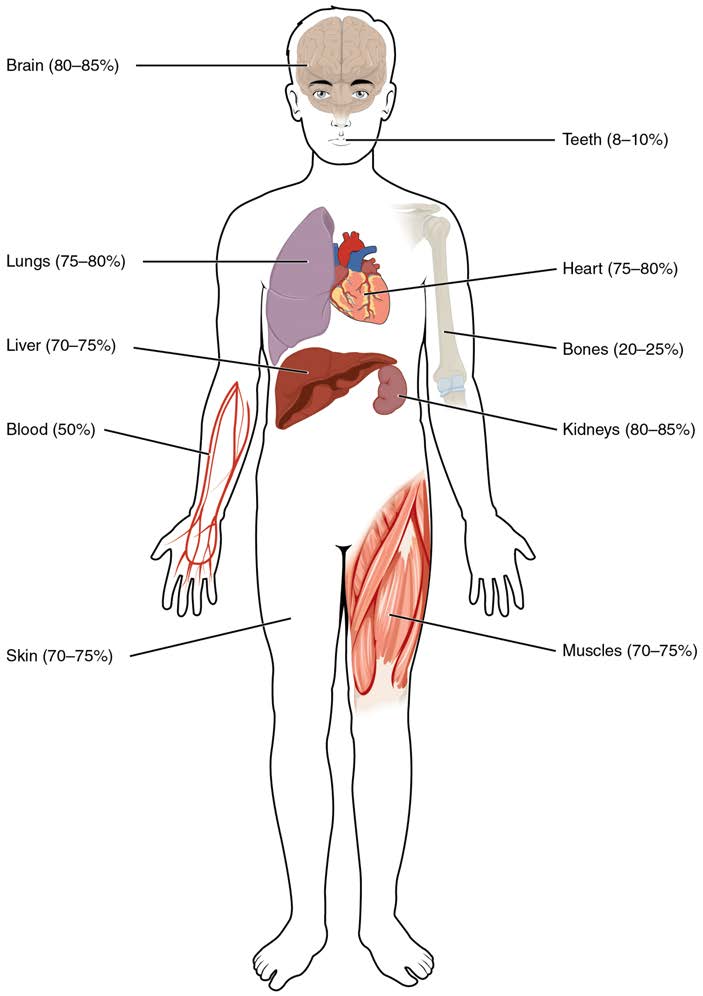 Brain (80–85%)
Teeth (8–10%)
Lungs (75–80%)
Heart (75–80%)
Liver (70–75%)
Bones (20–25%)
Blood (50%)
Kidneys (80–85%)
Skin (70–75%)
Muscles (70–75%)